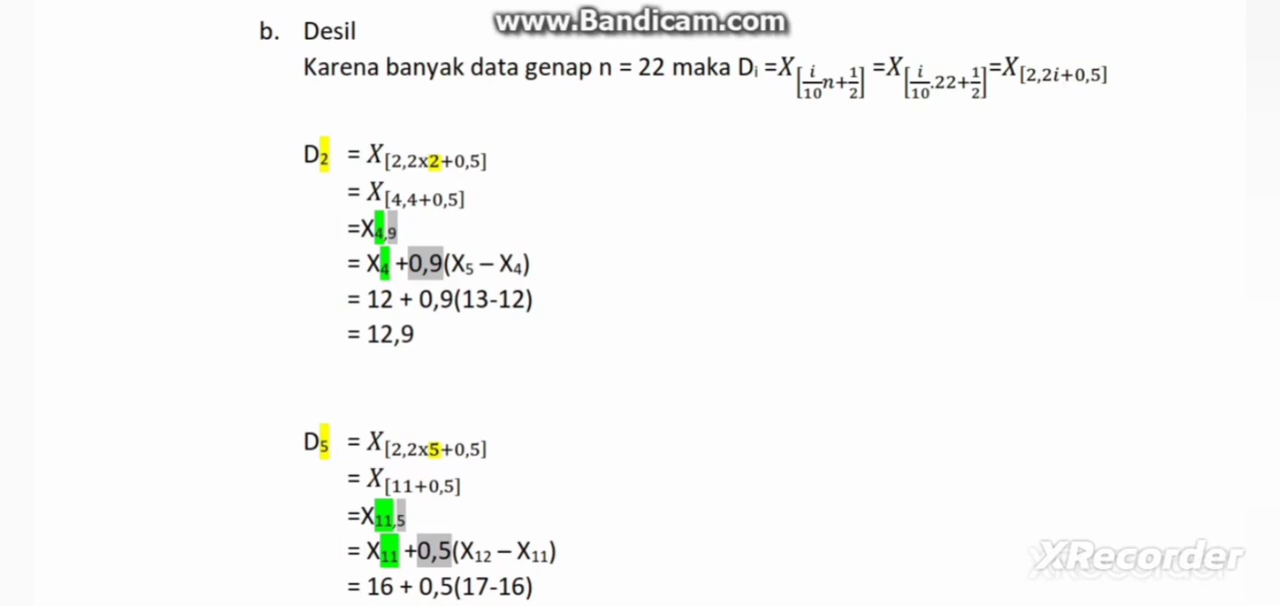 www.Bandicam.com
b. Desil
Karena banyak data genap n = 22 maka Dᵢ =X[i/10 n+1/2] =X[i/10 .22+1/2]=X[2,2i+0,5]
D₂ = X[2,2x2+0,5]
= X[4,4+0,5]
=X₄,₉
= X₄ +0,9(X₅ – X₄)
= 12 + 0,9(13-12)
= 12,9
D₅ = X[2,2x5+0,5]
= X[11+0,5]
=X₁₁,₅
= X₁₁ +0,5(X₁₂ – X₁₁)
= 16 + 0,5(17-16)
XRecorder